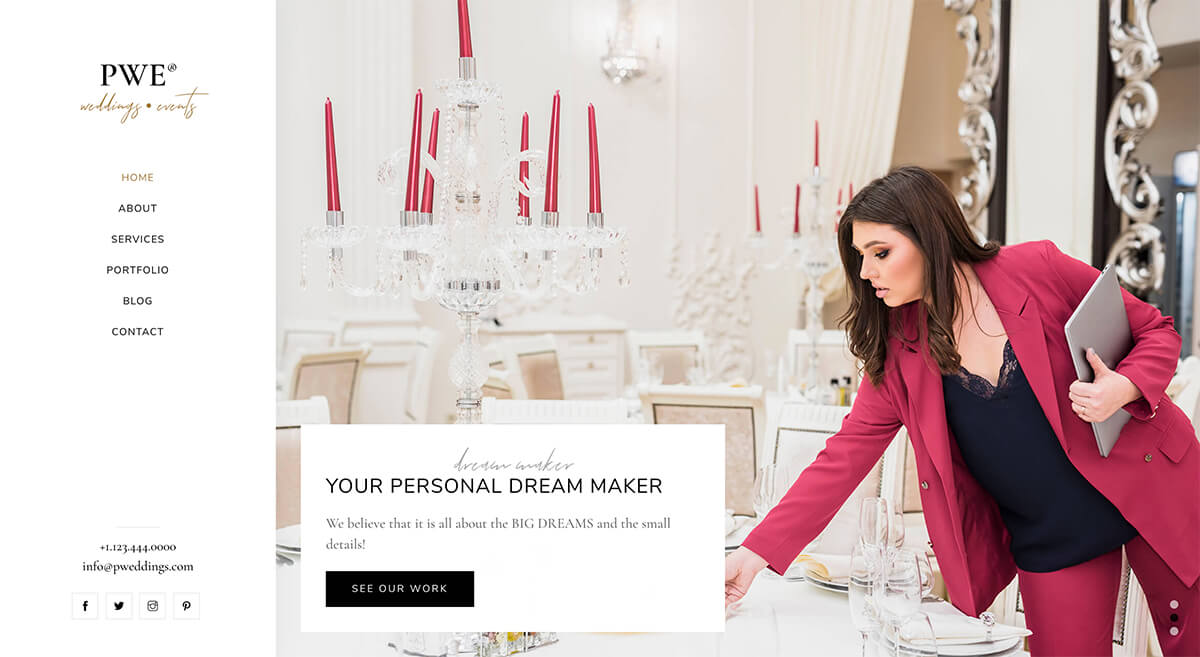 PWE®
weddings • events
HOME
ABOUT
SERVICES
PORTFOLIO
BLOG
CONTACT
+1.123.444.0000
info@pweddings.com
dream maker
YOUR PERSONAL DREAM MAKER
We believe that it is all about the BIG DREAMS and the small
details!
SEE OUR WORK